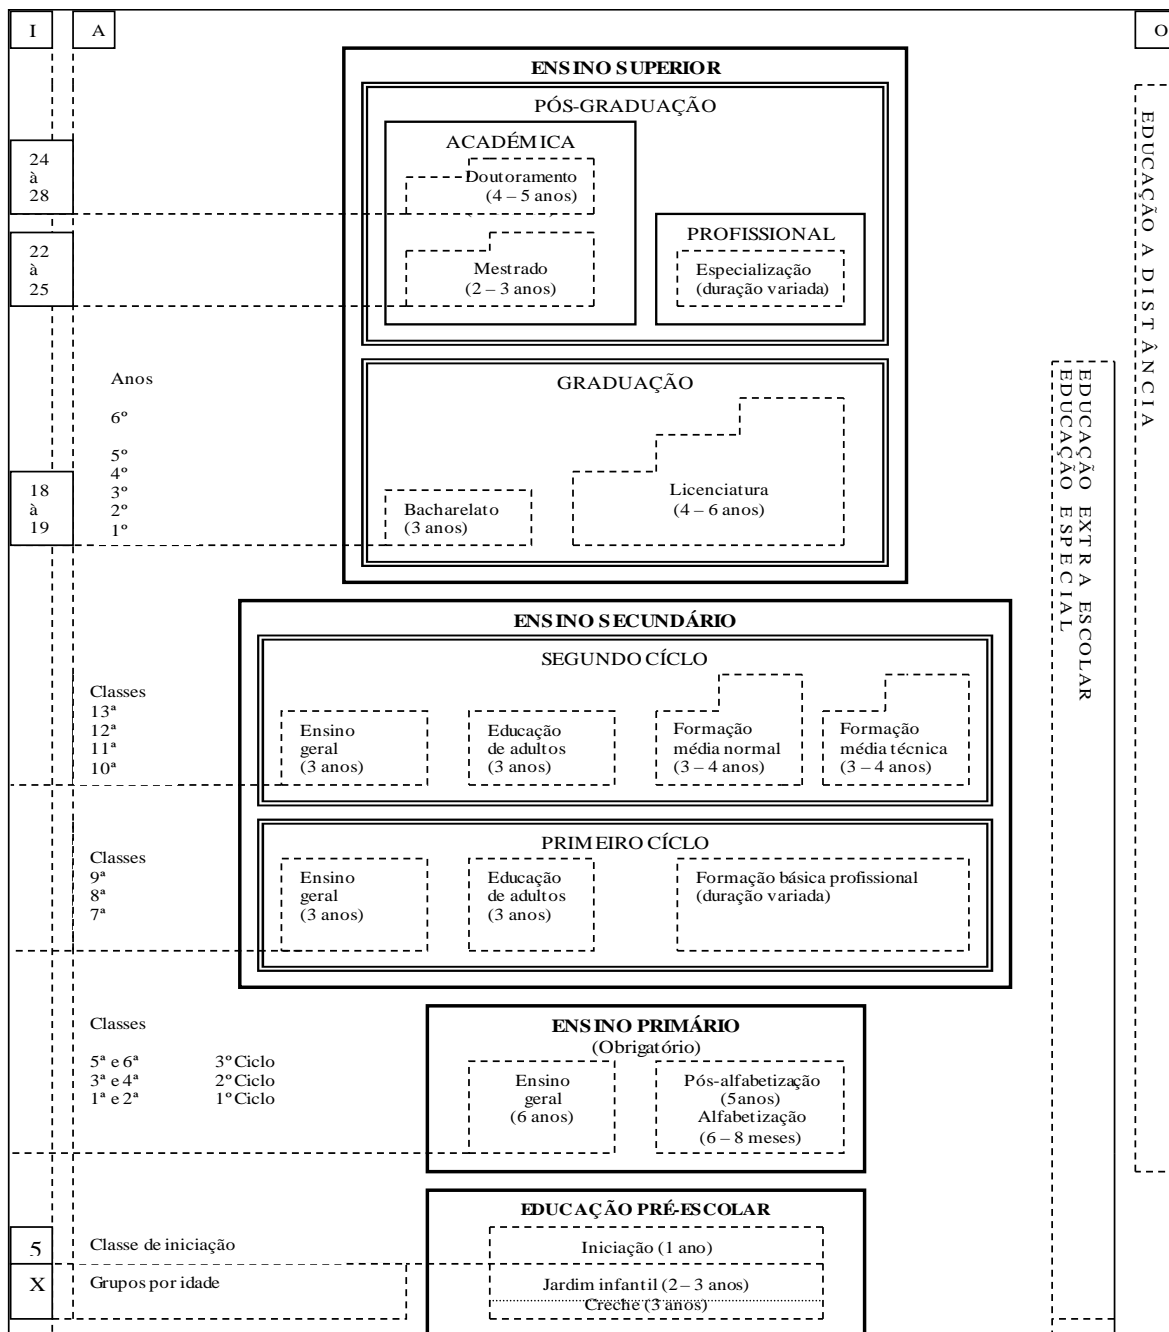 I
A
O
ENSINO SUPERIOR
PÓS-GRADUAÇÃO
ACADÉMICA
24
à
28
Doutoramento
(4 – 5 anos)
PROFISSIONAL
22
à
25
Mestrado
(2 – 3 anos)
Especialização
(duração variada)
GRADUAÇÃO
Anos
6º
5º
4º
3º
2º
1º
18
à
19
Bacharelato
(3 anos)
Licenciatura
(4 – 6 anos)
ENSINO SECUNDÁRIO
SEGUNDO CÍCLO
Classes
13ª
12ª
11ª
10ª
Ensino
geral
(3 anos)
Educação
de adultos
(3 anos)
Formação
média normal
(3 – 4 anos)
Formação
média técnica
(3 – 4 anos)
PRIMEIRO CÍCLO
Classes
9ª
8ª
7ª
Ensino
geral
(3 anos)
Educação
de adultos
(3 anos)
Formação básica profissional
(duração variada)
ENSINO PRIMÁRIO
(Obrigatório)
Classes
5ª e 6ª 3º Ciclo
3ª e 4ª 2º Ciclo
1ª e 2ª 1º Ciclo
Ensino
geral
(6 anos)
Pós-alfabetização
(5anos)
Alfabetização
(6 – 8 meses)
EDUCAÇÃO PRÉ-ESCOLAR
5
Classe de iniciação
Iniciação (1 ano)
X
Grupos por idade
Jardim infantil (2 – 3 anos)
Creche (3 anos)
EDUCAÇÃO EXTRA ESCOLAR
EDUCAÇÃO ESPECIAL
EDUCAÇÃO A DISTÂNCIA